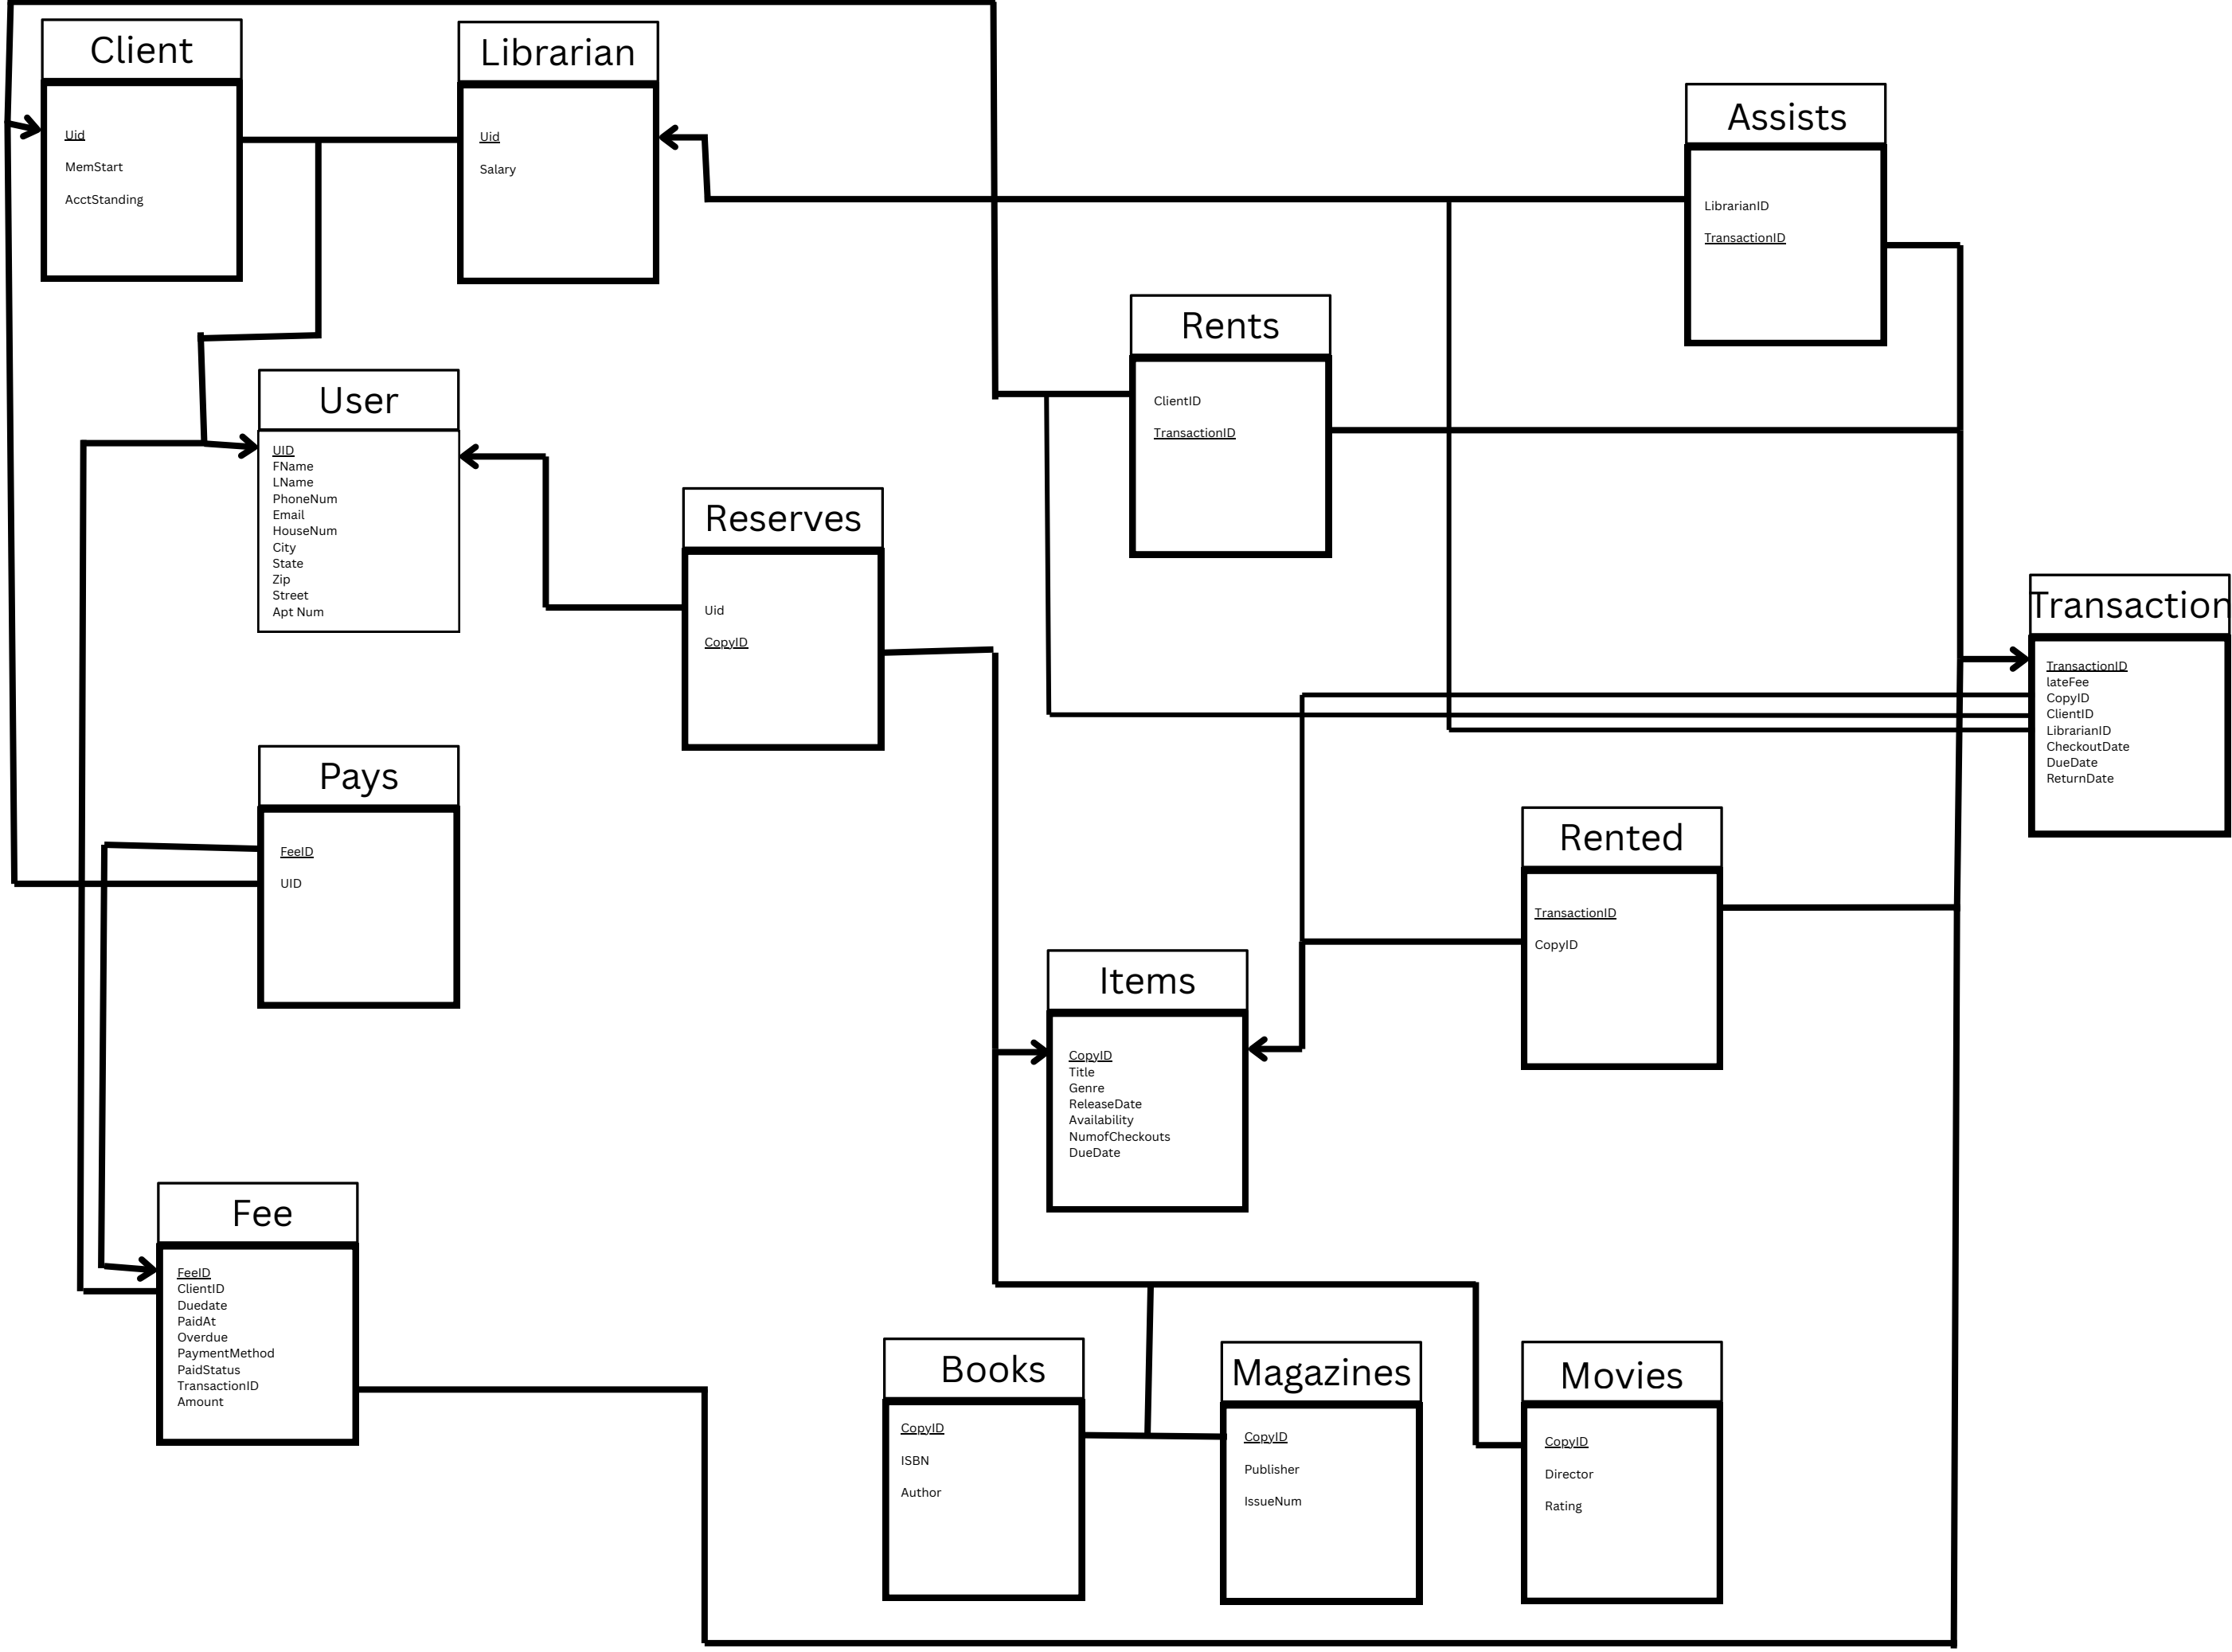 Client
Uid
MemStart
AcctStanding
Librarian
Uid
Salary
Assists
LibrarianID
TransactionID
Rents
ClientID
TransactionID
User
UID
FName
LName
PhoneNum
Email
HouseNum
City
State
Zip
Street
Apt Num
Reserves
Uid
CopyID
Transaction
TransactionID
lateFee
CopyID
ClientID
LibrarianID
CheckoutDate
DueDate
ReturnDate
Pays
FeeID
UID
Rented
TransactionID
CopyID
Items
CopyID
Title
Genre
ReleaseDate
Availability
NumofCheckouts
DueDate
Fee
FeeID
ClientID
Duedate
PaidAt
Overdue
PaymentMethod
PaidStatus
TransactionID
Amount
Books
CopyID
ISBN
Author
Magazines
CopyID
Publisher
IssueNum
Movies
CopyID
Director
Rating